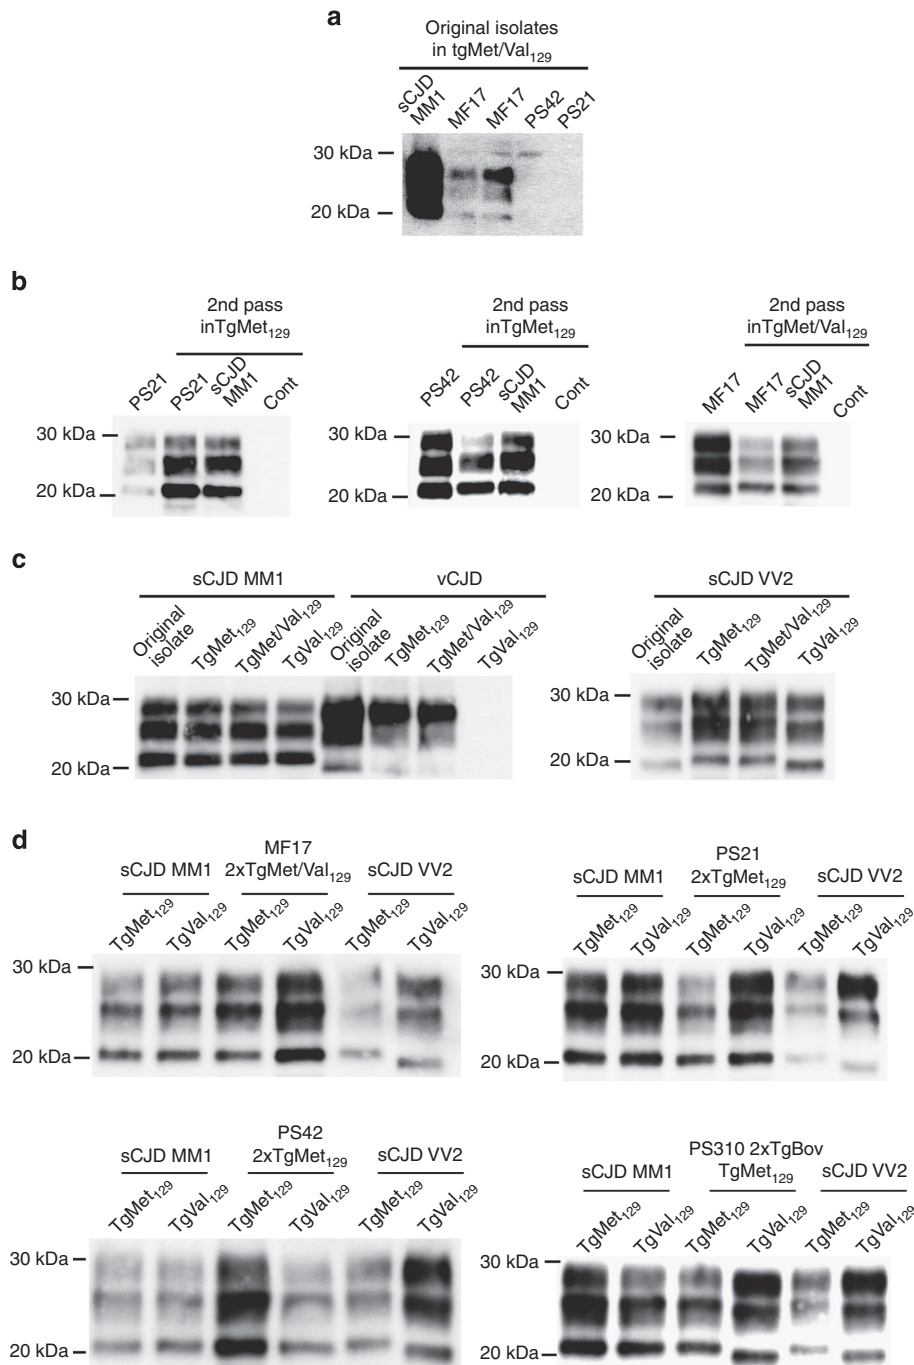 a
Original isolates
in tgMet/Val129
sCJD
MM1
MF17
MF17
PS42
PS21
30 kDa
20 kDa
b
2nd pass
inTgMet129
PS21
PS21
sCJD
MM1
Cont
30 kDa
20 kDa
2nd pass
inTgMet129
PS42
PS42
sCJD
MM1
Cont
30 kDa
20 kDa
2nd pass
inTgMet/Val129
MF17
MF17
sCJD
MM1
Cont
30 kDa
20 kDa
c
sCJD MM1
vCJD
Original
isolate
TgMet129
TgMet/Val129
TgVal129
Original
isolate
TgMet129
TgMet/Val129
TgVal129
30 kDa
20 kDa
sCJD VV2
Original
isolate
TgMet129
TgMet/Val129
TgVal129
30 kDa
20 kDa
d
sCJD MM1
MF17
2xTgMet/Val129
sCJD VV2
TgMet129
TgVal129
TgMet129
TgVal129
TgMet129
TgVal129
30 kDa
20 kDa
sCJD MM1
PS21
2xTgMet129
sCJD VV2
TgMet129
TgVal129
TgMet129
TgVal129
TgMet129
TgVal129
30 kDa
20 kDa
sCJD MM1
PS42
2xTgMet129
sCJD VV2
TgMet129
TgVal129
TgMet129
TgVal129
TgMet129
TgVal129
30 kDa
20 kDa
sCJD MM1
PS310 2xTgBov
TgMet129
sCJD VV2
TgMet129
TgVal129
TgMet129
TgVal129
TgMet129
TgVal129
30 kDa
20 kDa